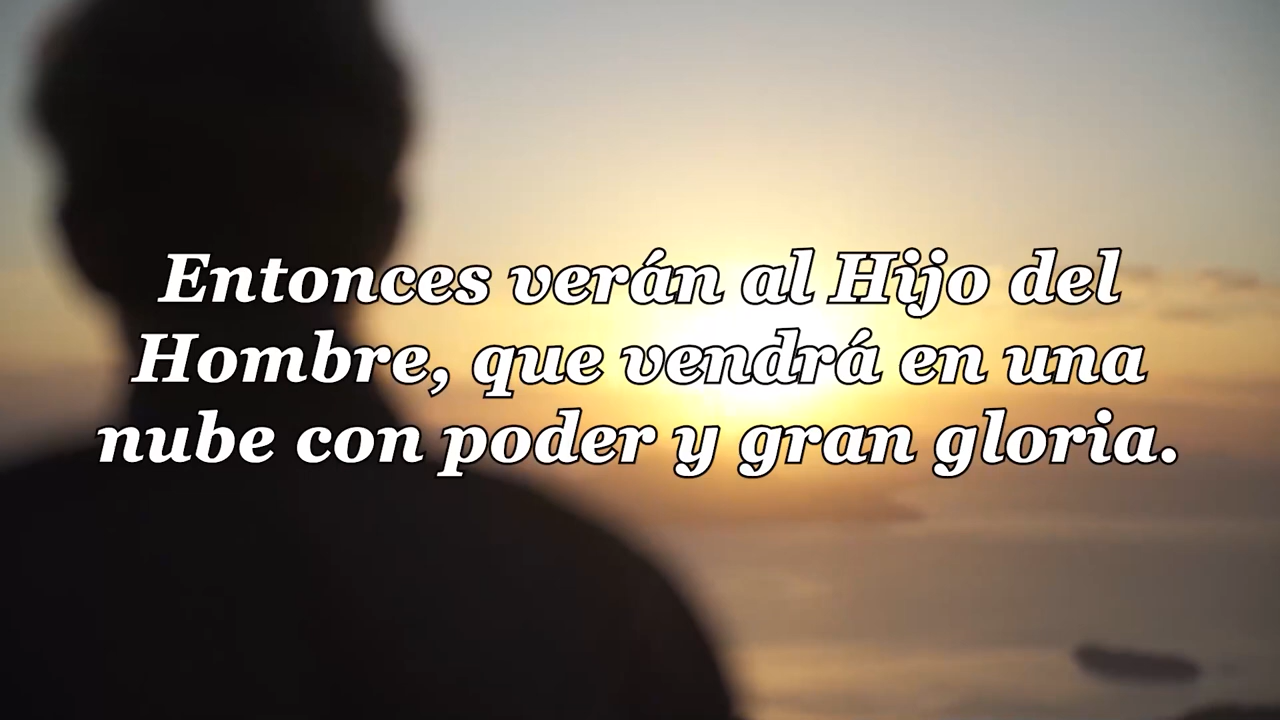 Entonces verán al Hijo del
Hombre, que vendrá en una
nube con poder y gran gloria.